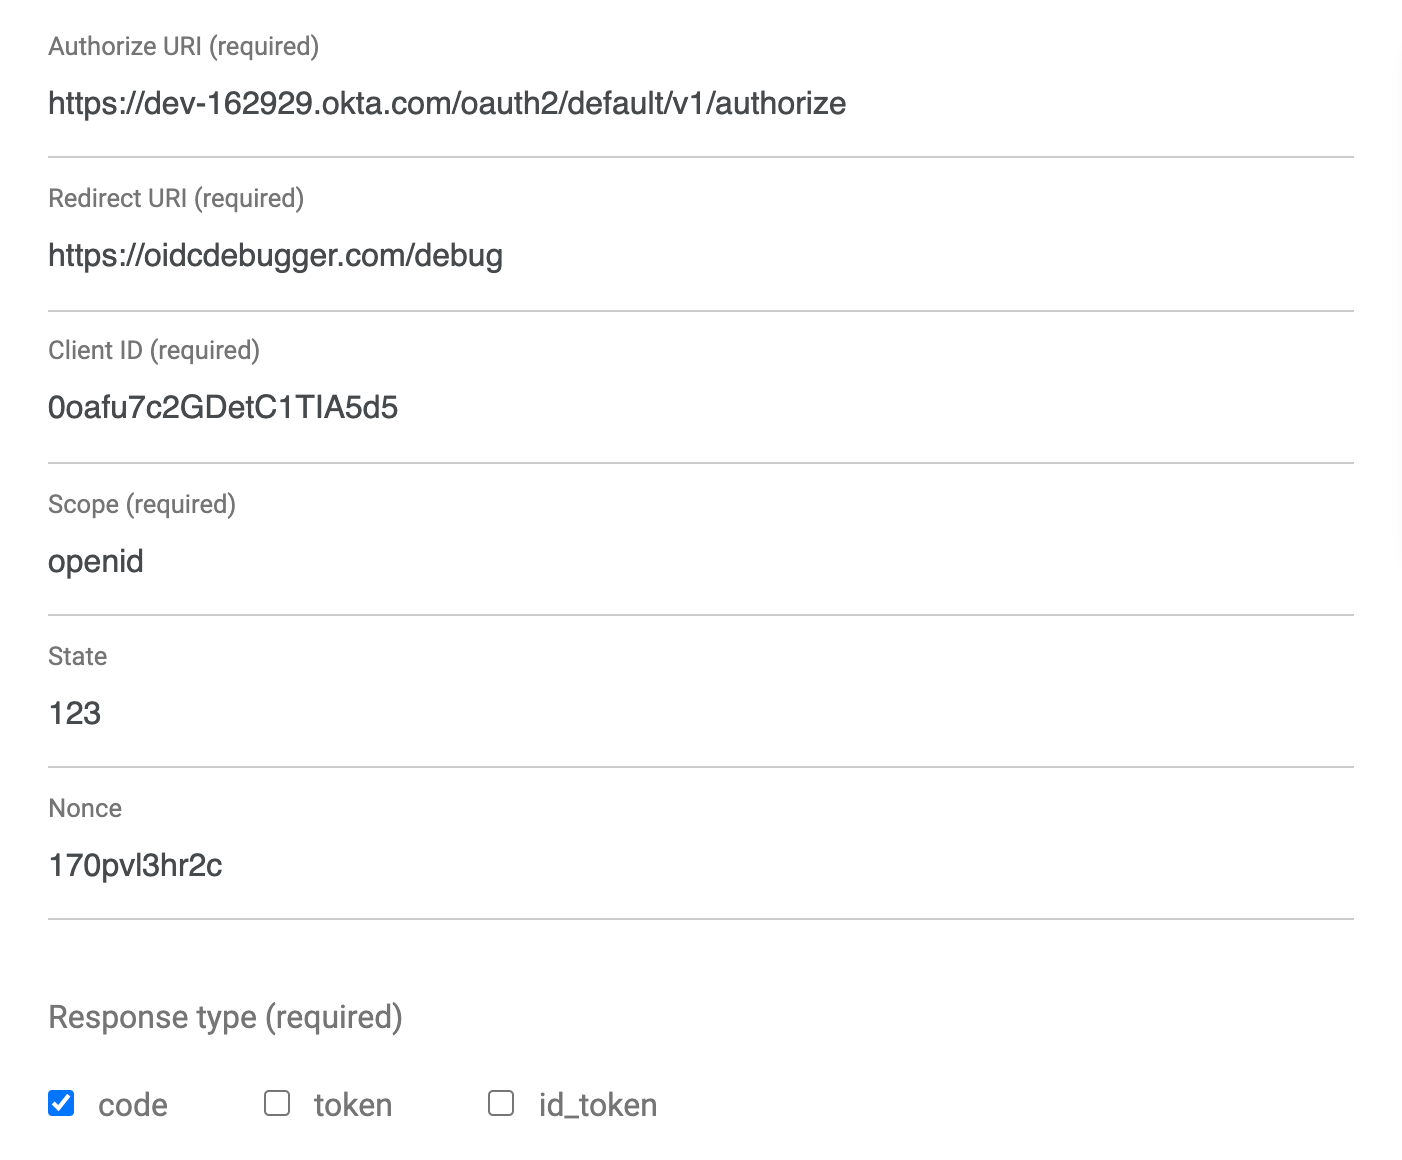 Authorize URI (required)
https://dev-162929.okta.com/oauth2/default/v1/authorize
Redirect URI (required)
https://oidcdebugger.com/debug
Client ID (required)
0oafu7c2GDetC1TIA5d5
Scope (required)
openid
State
123
Nonce
170pvl3hr2c
Response type (required)
code token id_token